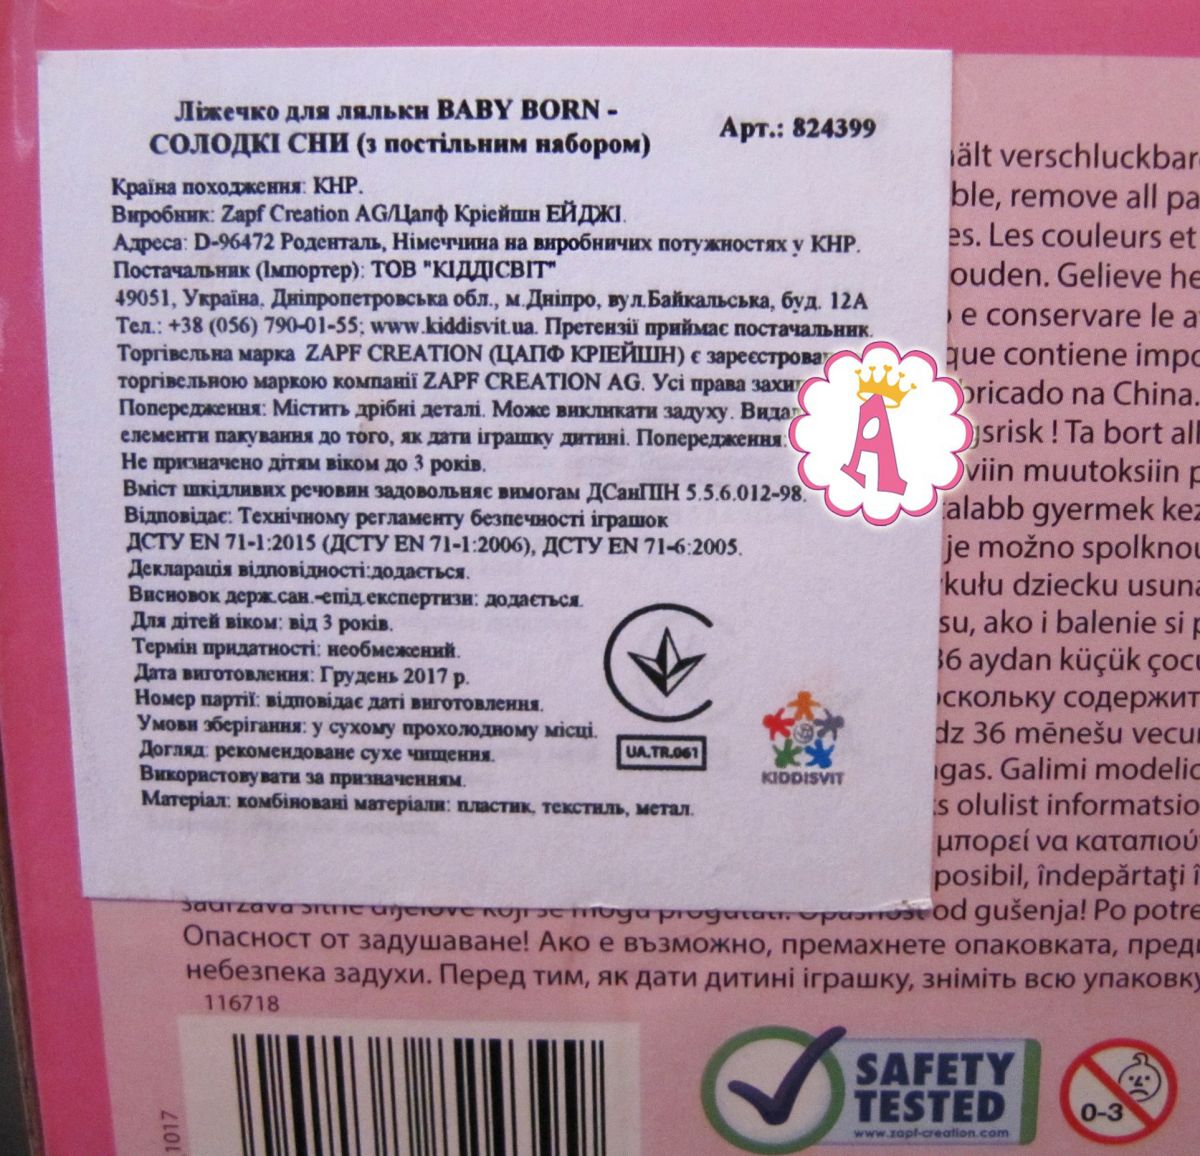 Ліжечко для ляльки BABY BORN -
СОЛОДКІ СНИ (з постільним набором)
Арт.: 824399
Країна походження: КНР.
Виробник: Zapf Creation AG/Цапф Крієйшн ЕЙ ДЖІ.
Адреса: D-96472 Роденталь, Німеччина на виробничих потужностях у КНР.
Постачальник (Імпортер): ТОВ "КІДДІСВІТ"
49051, Україна, Дніпропетровська обл., м.Дніпро, вул.Байкальська, буд. 12А
Тел.: +38 (056) 790-01-55; www.kiddisvit.ua. Претензії приймає постачальник.
Торгівельна марка ZAPF CREATION (ЦАПФ КРІЕЙШН) є зареєстрова
торгівельною маркою компанії ZAPF CREATION AG. Усі права захи
Попередження: Містить дрібні деталі. Може викликати задуху. Вида
елементи пакування до того, як дати іграшку дитині. Попередження:
Не призначено дітям віком до 3 років.
Вміст шкідливих речовин задовольняє вимогам ДСанПІН 5.5.6.012-98.
Відповідає: Технічному регламенту безпечності іграшок
ДСТУ EN 71-1:2015 (ДСТУ EN 71-1:2006), ДСТУ EN 71-6:2005.
Декларація відповідності:додається.
Висновок держ.сан.-епід.експертизи: додається.
Для дітей віком: від 3 років.
Термін придатності: необмежений.
Дата виготовлення: Грудень 2017 р.
Номер партії: відповідає даті виготовлення.
Умови зберігання: у сухому прохолодному місці.
Догляд: рекомендоване сухе чищення.
Використовувати за призначенням.
Матеріал: комбіновані матеріали: пластик, текстиль, метал.
UA.TR.061
KIDDISVIT
A
ält verschluckbar
ble, remove all pa
es. Les couleurs et
ouden. Gelieve he
e conservare le a
que contiene impo
bricado na China.
gsrisk ! Ta bort all
viin muutoksiin p
alabb gyermek kez
je možno spolknou
kułu dziecku usuna
su, ako i balenie si p
36 aydan küçük çocu
оскольку содержит
dz 36 mēnešu vecu
gas. Galimi modelio
s olulist informatsio
μπορεί να καταπιού
posibil, îndepărtaţi î
sadržava sitne dijelove koji se mogu progutati. Opasnost od gušenja! Po potre
Опасност от задушаване! Ако е възможно, премахнете опаковката, преди
небезпека задухи. Перед тим, як дати дитині іграшку, зніміть всю упаковку
116718
1017
SAFETY
TESTED
www.zapf-creation.com
0-3